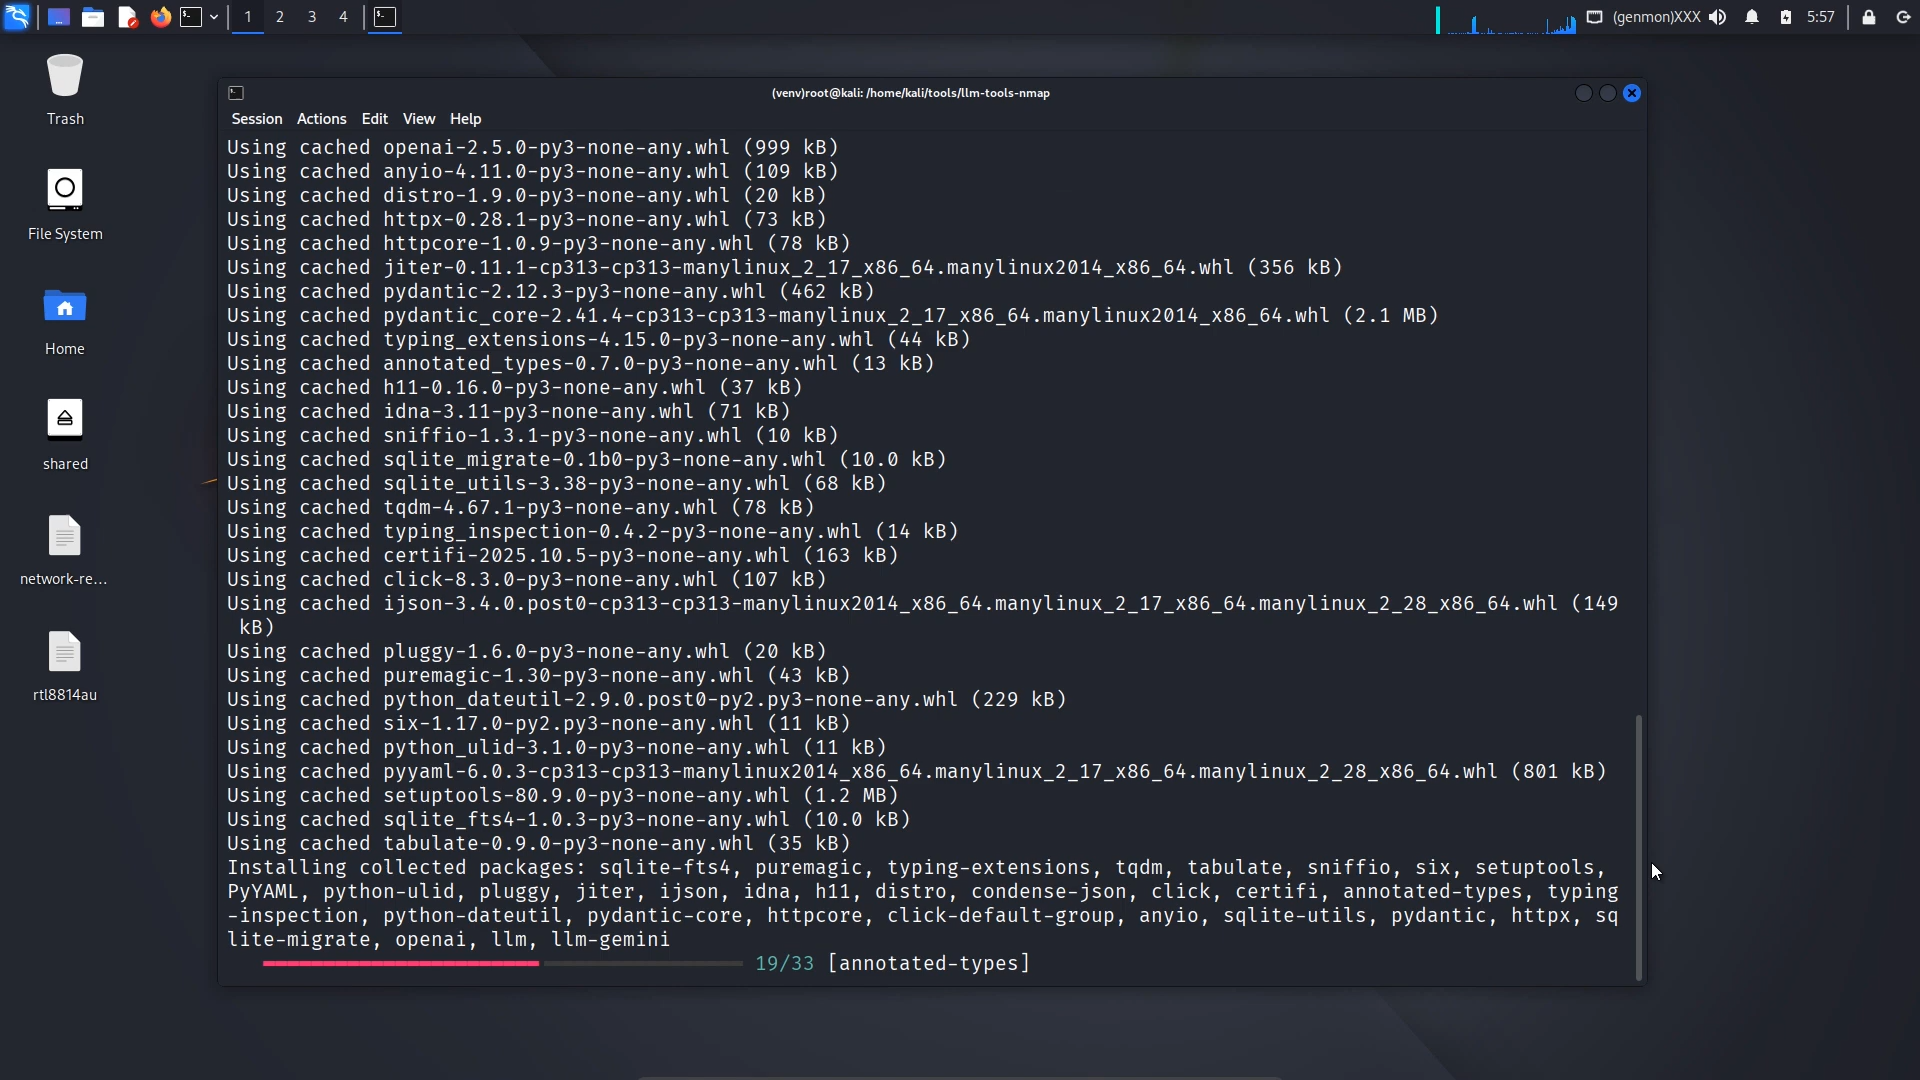 1 2 3 4
(genmon)XXX
5:57
Trash
File System
Home
shared
network-re...
rtl8814au
(venv)root@kali: /home/kali/tools/llm-tools-nmap
Session Actions Edit View Help
Using cached openai-2.5.0-py3-none-any.whl (999 kB)
Using cached anyio-4.11.0-py3-none-any.whl (109 kB)
Using cached distro-1.9.0-py3-none-any.whl (20 kB)
Using cached httpx-0.28.1-py3-none-any.whl (73 kB)
Using cached httpcore-1.0.9-py3-none-any.whl (78 kB)
Using cached jiter-0.11.1-cp313-cp313-manylinux_2_17_x86_64.manylinux2014_x86_64.whl (356 kB)
Using cached pydantic-2.12.3-py3-none-any.whl (462 kB)
Using cached pydantic_core-2.41.4-cp313-cp313-manylinux_2_17_x86_64.manylinux2014_x86_64.whl (2.1 MB)
Using cached typing_extensions-4.15.0-py3-none-any.whl (44 kB)
Using cached annotated_types-0.7.0-py3-none-any.whl (13 kB)
Using cached h11-0.16.0-py3-none-any.whl (37 kB)
Using cached idna-3.11-py3-none-any.whl (71 kB)
Using cached sniffio-1.3.1-py3-none-any.whl (10 kB)
Using cached sqlite_migrate-0.1b0-py3-none-any.whl (10.0 kB)
Using cached sqlite_utils-3.38-py3-none-any.whl (68 kB)
Using cached tqdm-4.67.1-py3-none-any.whl (78 kB)
Using cached typing_inspection-0.4.2-py3-none-any.whl (14 kB)
Using cached certifi-2025.10.5-py3-none-any.whl (163 kB)
Using cached click-8.3.0-py3-none-any.whl (107 kB)
Using cached ijson-3.4.0.post0-cp313-cp313-manylinux2014_x86_64.manylinux_2_17_x86_64.manylinux_2_28_x86_64.whl (149
kB)
Using cached pluggy-1.6.0-py3-none-any.whl (20 kB)
Using cached puremagic-1.30-py3-none-any.whl (43 kB)
Using cached python_dateutil-2.9.0.post0-py2.py3-none-any.whl (229 kB)
Using cached six-1.17.0-py2.py3-none-any.whl (11 kB)
Using cached python_ulid-3.1.0-py3-none-any.whl (11 kB)
Using cached pyyaml-6.0.3-cp313-cp313-manylinux2014_x86_64.manylinux_2_17_x86_64.manylinux_2_28_x86_64.whl (801 kB)
Using cached setuptools-80.9.0-py3-none-any.whl (1.2 MB)
Using cached sqlite_fts4-1.0.3-py3-none-any.whl (10.0 kB)
Using cached tabulate-0.9.0-py3-none-any.whl (35 kB)
Installing collected packages: sqlite-fts4, puremagic, typing-extensions, tqdm, tabulate, sniffio, six, setuptools,
PyYAML, python-ulid, pluggy, jiter, ijson, idna, h11, distro, condense-json, click, certifi, annotated-types, typing
-inspection, python-dateutil, pydantic-core, httpcore, click-default-group, anyio, sqlite-utils, pydantic, httpx, sq
lite-migrate, openai, llm, llm-gemini
19/33 [annotated-types]